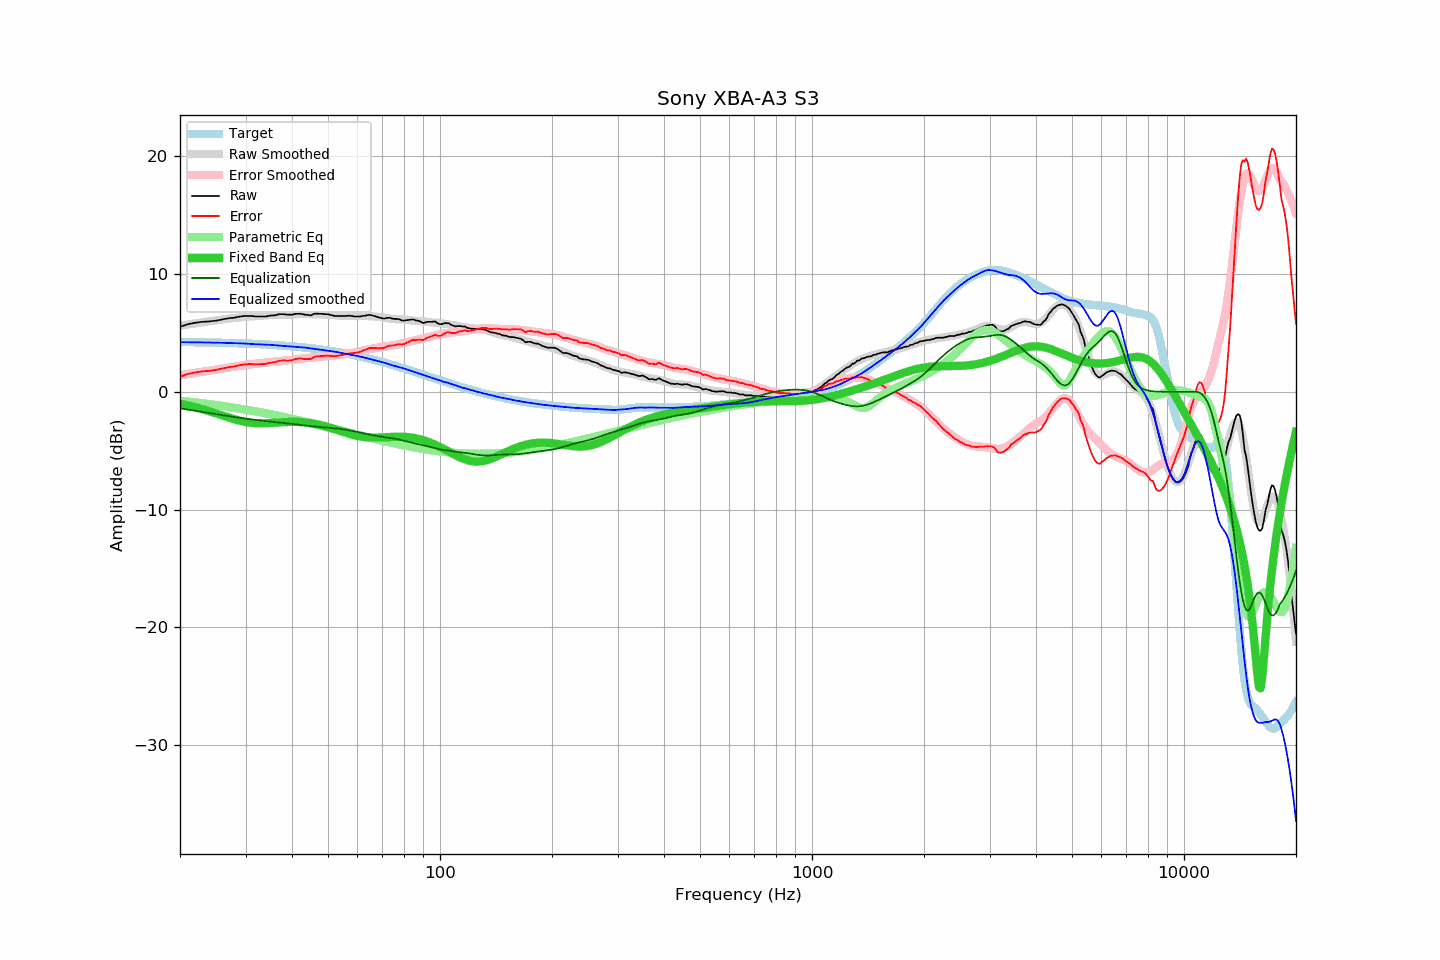 Sony XBA-A3 S3
Target
Raw Smoothed
Error Smoothed
Raw
Error
Parametric Eq
Fixed Band Eq
Equalization
Equalized smoothed
20
10
0
−10
−20
−30
Amplitude (dBr)
100
1000
10000
Frequency (Hz)